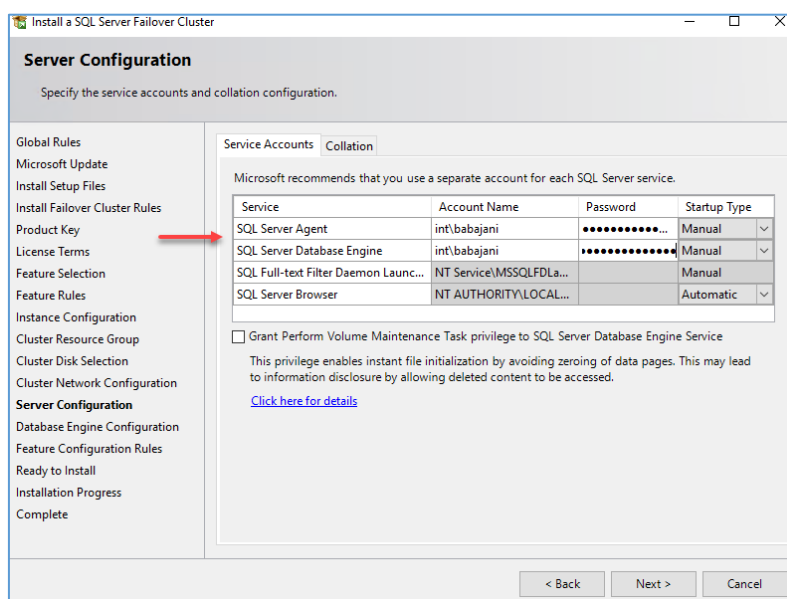 Install a SQL Server Failover Cluster
Server Configuration
Specify the service accounts and collation configuration.
Global Rules
Microsoft Update
Install Setup Files
Install Failover Cluster Rules
Product Key
License Terms
Feature Selection
Feature Rules
Instance Configuration
Cluster Resource Group
Cluster Disk Selection
Cluster Network Configuration
Server Configuration
Database Engine Configuration
Feature Configuration Rules
Ready to Install
Installation Progress
Complete
Service Accounts Collation
Microsoft recommends that you use a separate account for each SQL Server service.
Service Account Name Password Startup Type
SQL Server Agent int\babajani ●●●●●●●●●●●... Manual
SQL Server Database Engine int\babajani ●●●●●●●●●●●●●● Manual
SQL Full-text Filter Daemon Launc... NT Service\MSSQLFDLa... Manual
SQL Server Browser NT AUTHORITY\LOCAL... Automatic
Grant Perform Volume Maintenance Task privilege to SQL Server Database Engine Service
This privilege enables instant file initialization by avoiding zeroing of data pages. This may lead
to information disclosure by allowing deleted content to be accessed.
Click here for details
< Back Next > Cancel